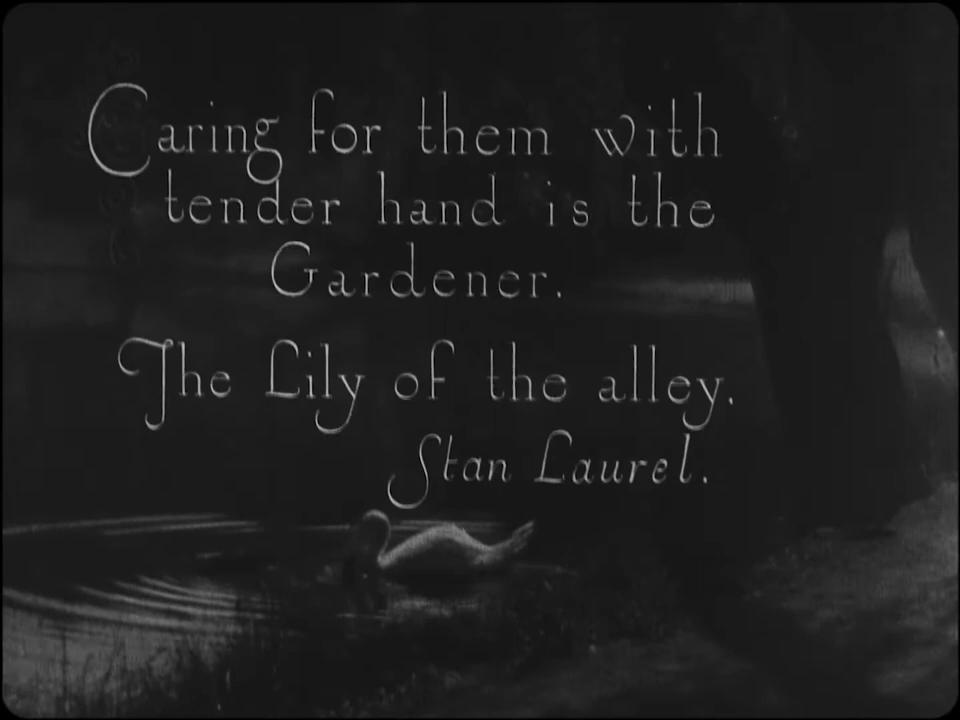 Caring for them with
tender hand is the
Gardener.
The Lily of the alley.
Stan Laurel.